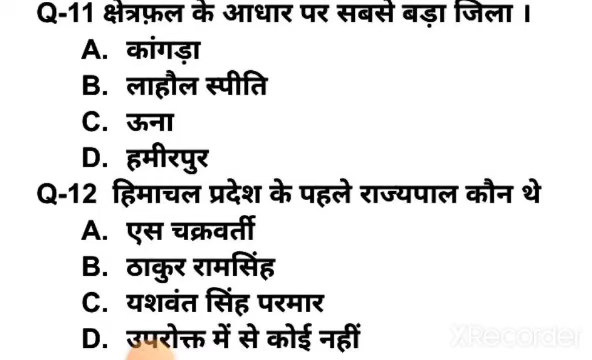 Q-11 क्षेत्रफ़ल के आधार पर सबसे बड़ा जिला ।
A. कांगड़ा
B. लाहौल स्पीति
C. ऊना
D. हमीरपुर
Q-12 हिमाचल प्रदेश के पहले राज्यपाल कौन थे
A. एस चक्रवर्ती
B. ठाकुर रामसिंह
C. यशवंत सिंह परमार
D. उपरोक्त में से कोई नहीं
XRecorder